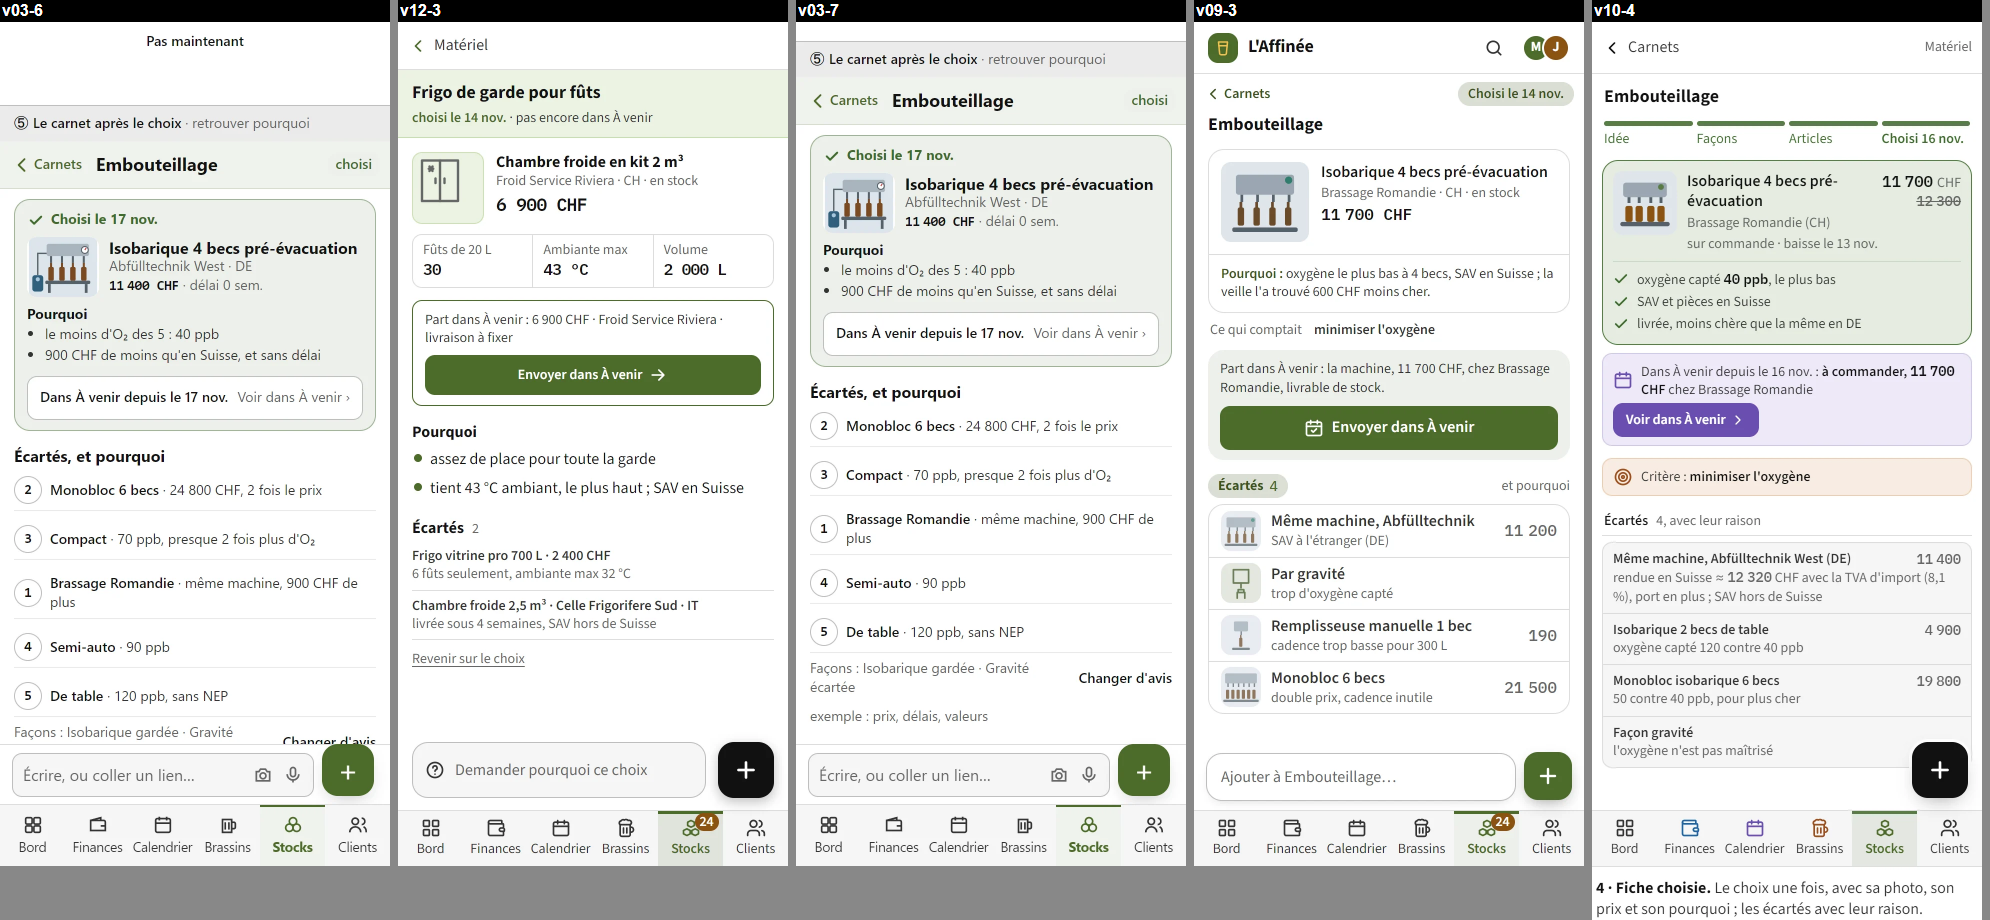 v03-6
Pas maintenant
⑤ Le carnet après le choix · retrouver pourquoi
Carnets Embouteillage choisi
Choisi le 17 nov.
Isobarique 4 becs pré-évacuation
Abfülltechnik West · DE
11 400 CHF · délai 0 sem.
Pourquoi
le moins d'O₂ des 5 : 40 ppb
900 CHF de moins qu'en Suisse, et sans délai
Dans À venir depuis le 17 nov. Voir dans À venir ›
Écartés, et pourquoi
2 Monobloc 6 becs · 24 800 CHF, 2 fois le prix
3 Compact · 70 ppb, presque 2 fois plus d'O₂
1 Brassage Romandie · même machine, 900 CHF de
plus
4 Semi-auto · 90 ppb
5 De table · 120 ppb, sans NEP
Façons : Isobarique gardée · Gravité
Changer d'avis
Écrire, ou coller un lien...
Bord Finances Calendrier Brassins Stocks Clients
v12-3
Matériel
Frigo de garde pour fûts
choisi le 14 nov. · pas encore dans À venir
Chambre froide en kit 2 m³
Froid Service Riviera · CH · en stock
6 900 CHF
Fûts de 20 L Ambiante max Volume
30 43 °C 2 000 L
Part dans À venir : 6 900 CHF · Froid Service Riviera ·
livraison à fixer
Envoyer dans À venir →
Pourquoi
assez de place pour toute la garde
tient 43 °C ambiant, le plus haut ; SAV en Suisse
Écartés 2
Frigo vitrine pro 700 L · 2 400 CHF
6 fûts seulement, ambiante max 32 °C
Chambre froide 2,5 m³ · Celle Frigorifere Sud · IT
livrée sous 4 semaines, SAV hors de Suisse
Revenir sur le choix
Demander pourquoi ce choix
24
Bord Finances Calendrier Brassins Stocks Clients
v03-7
⑤ Le carnet après le choix · retrouver pourquoi
Carnets Embouteillage choisi
Choisi le 17 nov.
Isobarique 4 becs pré-évacuation
Abfülltechnik West · DE
11 400 CHF · délai 0 sem.
Pourquoi
le moins d'O₂ des 5 : 40 ppb
900 CHF de moins qu'en Suisse, et sans délai
Dans À venir depuis le 17 nov. Voir dans À venir ›
Écartés, et pourquoi
2 Monobloc 6 becs · 24 800 CHF, 2 fois le prix
3 Compact · 70 ppb, presque 2 fois plus d'O₂
1 Brassage Romandie · même machine, 900 CHF de
plus
4 Semi-auto · 90 ppb
5 De table · 120 ppb, sans NEP
Façons : Isobarique gardée · Gravité
écartée
Changer d'avis
exemple : prix, délais, valeurs
Écrire, ou coller un lien...
Bord Finances Calendrier Brassins Stocks Clients
v09-3
L'Affinée M J
Carnets Choisi le 14 nov.
Embouteillage
Isobarique 4 becs pré-évacuation
Brassage Romandie · CH · en stock
11 700 CHF
Pourquoi : oxygène le plus bas à 4 becs, SAV en Suisse ; la
veille l'a trouvé 600 CHF moins cher.
Ce qui comptait minimiser l'oxygène
Part dans À venir : la machine, 11 700 CHF, chez Brassage
Romandie, livrable de stock.
Envoyer dans À venir
Écartés 4 et pourquoi
Même machine, Abfülltechnik 11 200
SAV à l'étranger (DE)
Par gravité
trop d'oxygène capté
Remplisseuse manuelle 1 bec 190
cadence trop basse pour 300 L
Monobloc 6 becs 21 500
double prix, cadence inutile
Ajouter à Embouteillage…
24
Bord Finances Calendrier Brassins Stocks Clients
v10-4
Carnets Matériel
Embouteillage
Idée Façons Articles Choisi 16 nov.
Isobarique 4 becs pré- 11 700 CHF
évacuation 12 300
Brassage Romandie (CH)
sur commande · baisse le 13 nov.
oxygène capté 40 ppb, le plus bas
SAV et pièces en Suisse
livrée, moins chère que la même en DE
Dans À venir depuis le 16 nov. : à commander, 11 700
CHF chez Brassage Romandie
Voir dans À venir
Critère : minimiser l'oxygène
Écartés 4, avec leur raison
Même machine, Abfülltechnik West (DE) 11 400
rendue en Suisse ≈ 12 320 CHF avec la TVA d'import (8,1
%), port en plus ; SAV hors de Suisse
Isobarique 2 becs de table 4 900
oxygène capté 120 contre 40 ppb
Monobloc isobarique 6 becs 19 800
50 contre 40 ppb, pour plus cher
Façon gravité
l'oxygène n'est pas maîtrisé
Bord Finances Calendrier Brassins Stocks Clients
4 · Fiche choisie. Le choix une fois, avec sa photo, son
prix et son pourquoi ; les écartés avec leur raison.